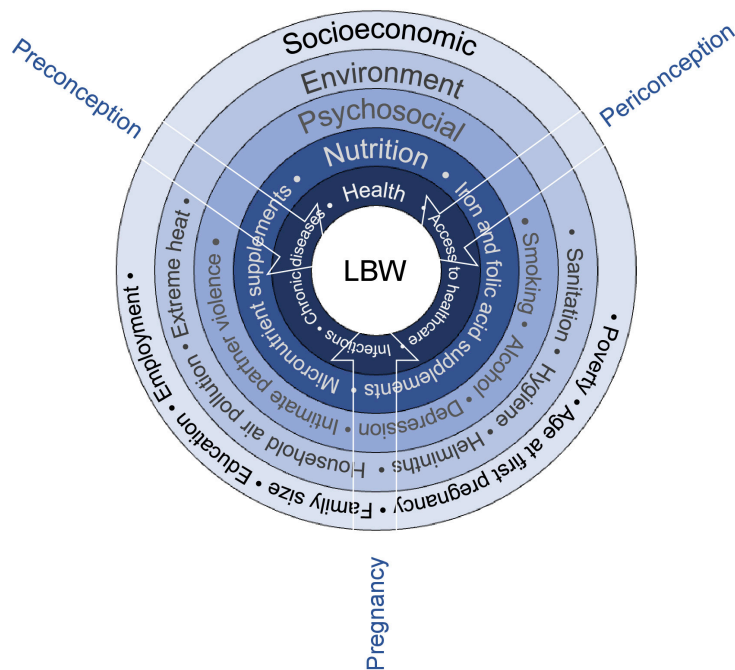 Preconception
Periconception
Socioeconomic
• Poverty • Age at first pregnancy • Family size • Education • Employment •
Environment
• Sanitation • Hygiene • Helminths • Household air pollution • Extreme heat •
Psychosocial
• Smoking • Alcohol • Depression • Intimate partner violence •
Nutrition
• Iron and folic acid supplements • Micronutrient supplements •
Health
• Access to healthcare • Infections • Chronic diseases •
LBW
Pregnancy